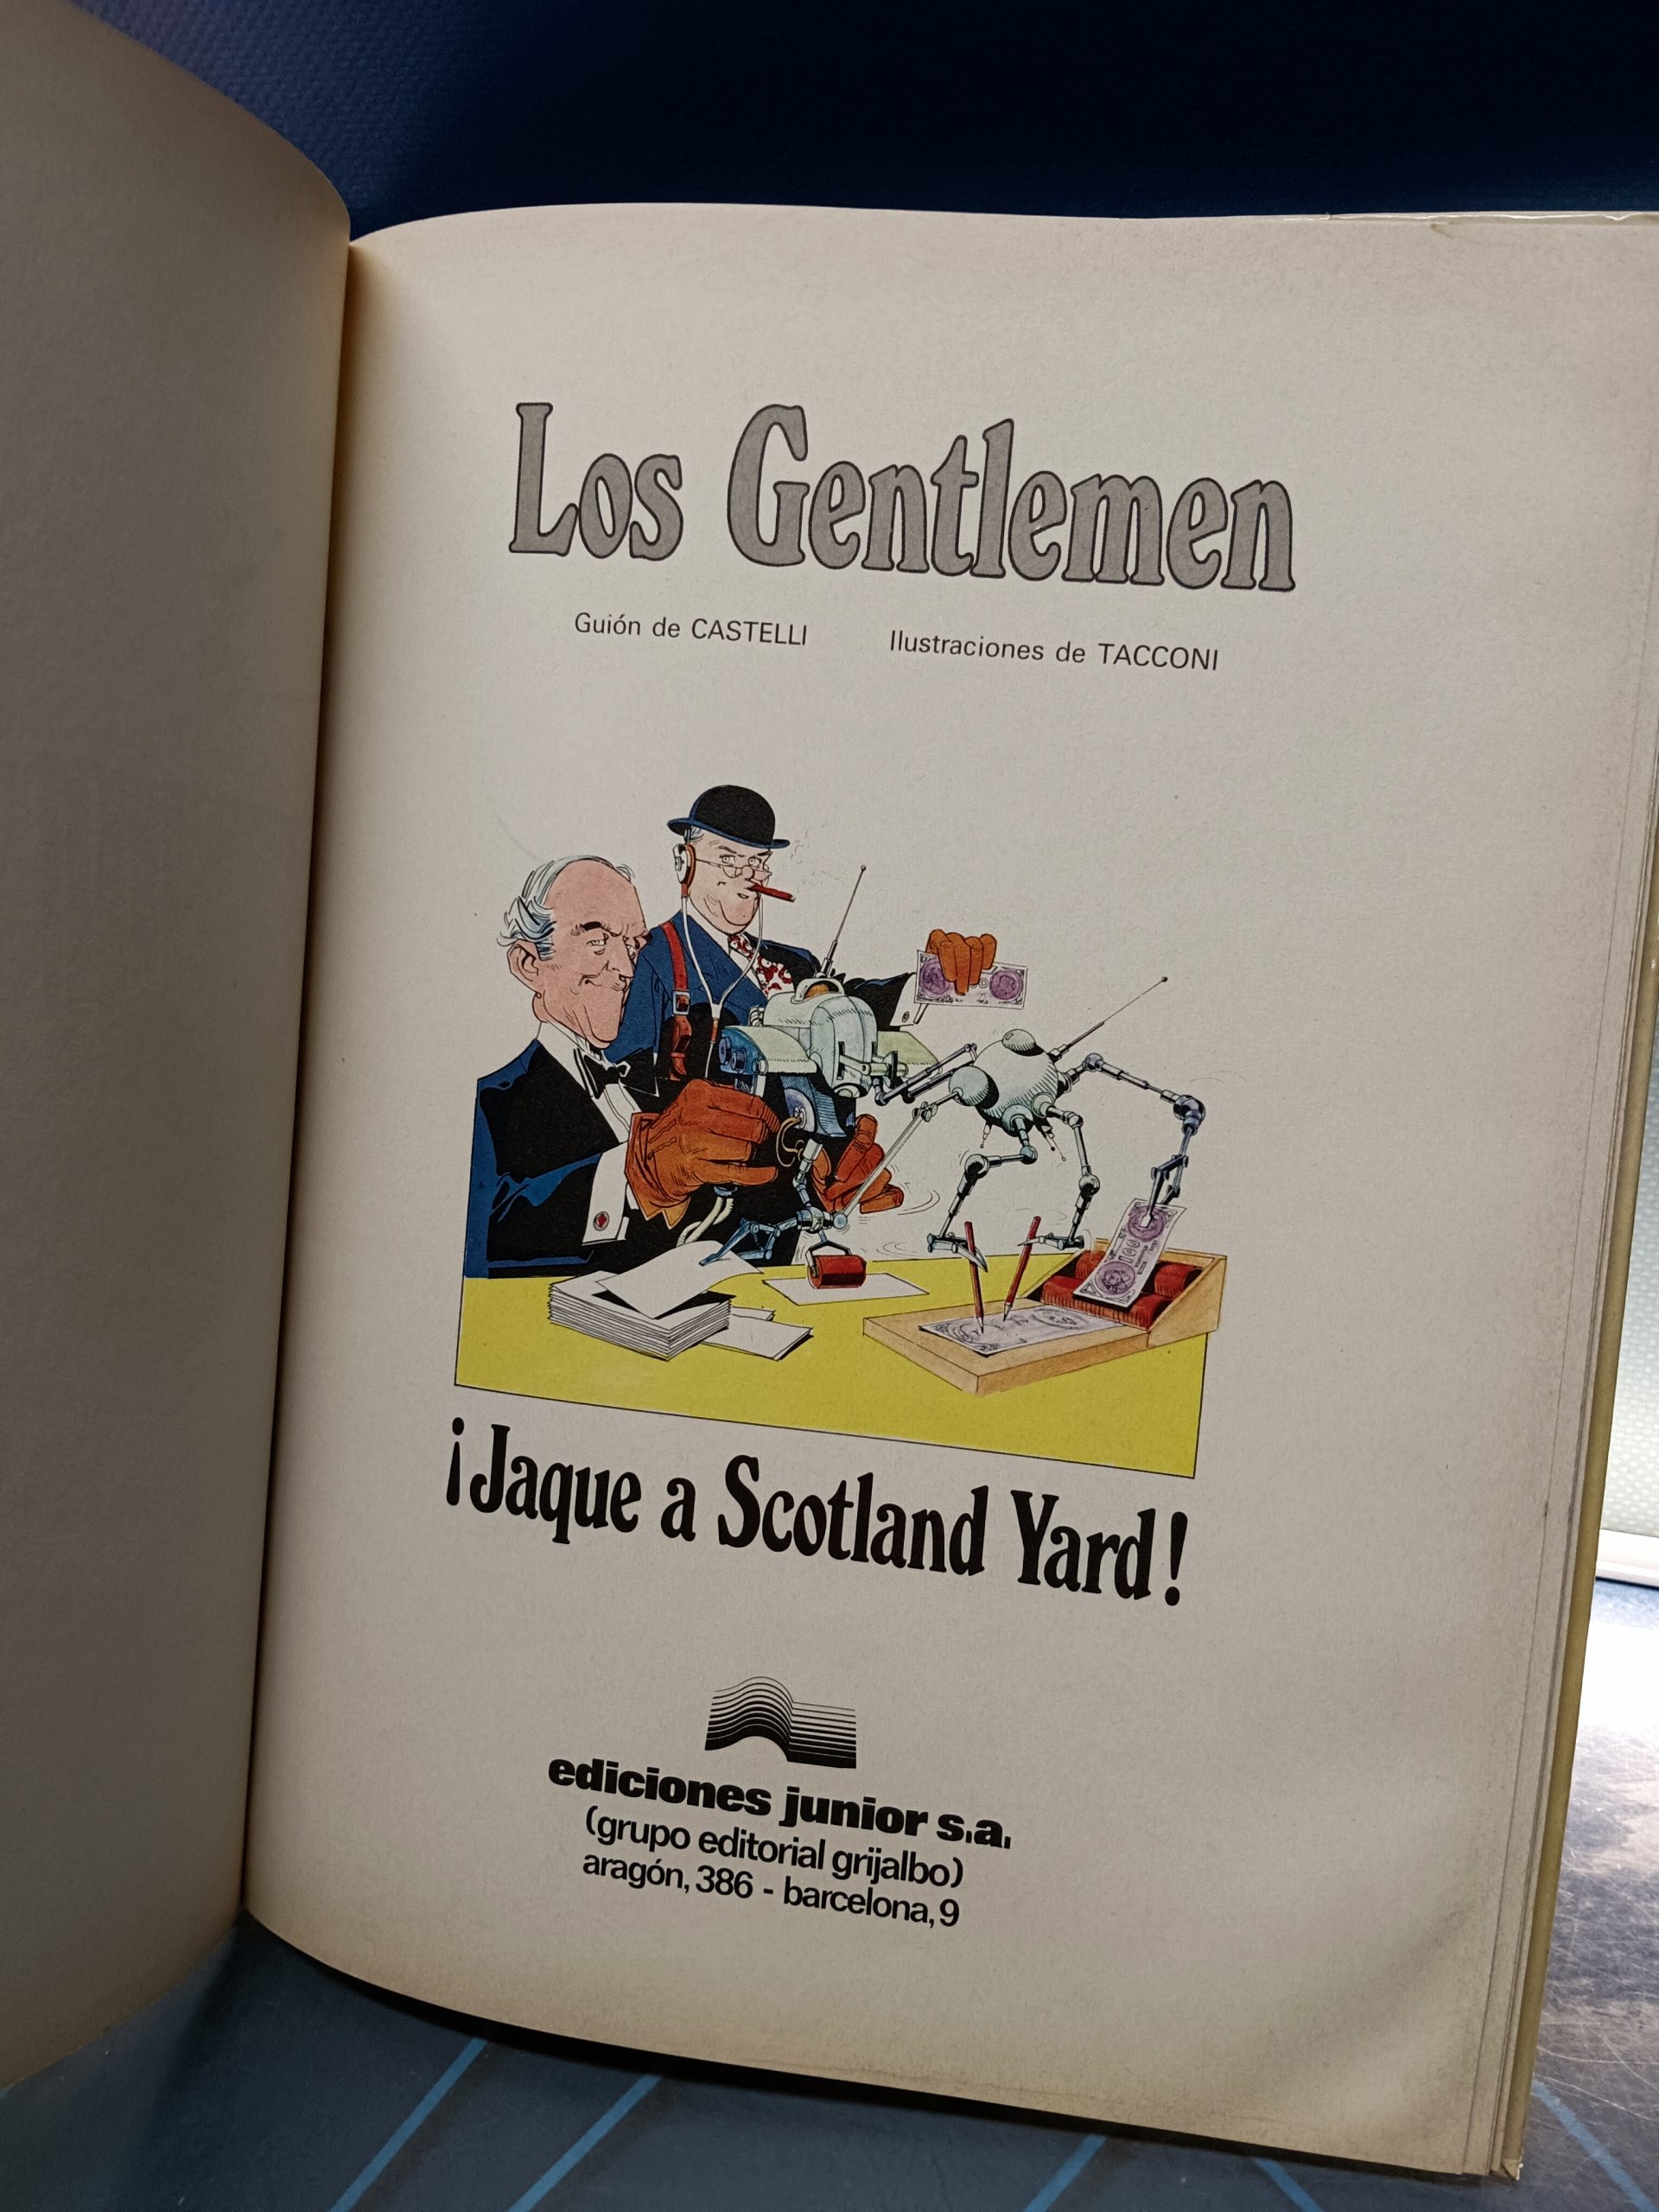 Los Gentlemen
Guión de CASTELLI Ilustraciones de TACCONI
¡Jaque a Scotland Yard!
ediciones junior s.a.
(grupo editorial grijalbo)
aragón, 386 - barcelona, 9